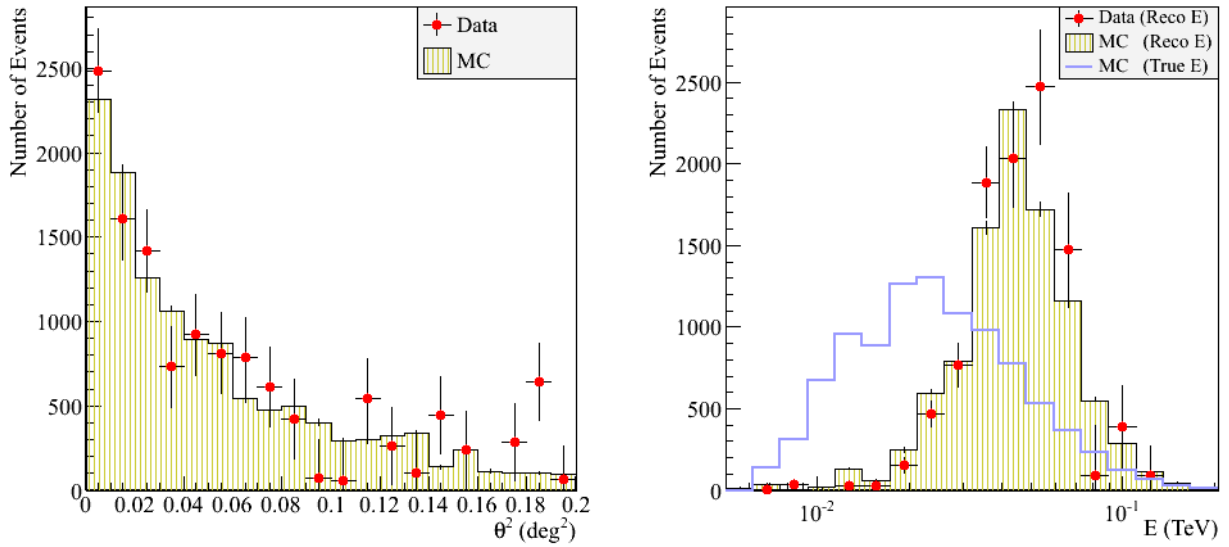 Number of Events
Data
MC
2500
2000
1500
1000
500
0
0 0.02 0.04 0.06 0.08 0.1 0.12 0.14 0.16 0.18 0.2
θ² (deg²)
Number of Events
Data (Reco E)
MC (Reco E)
MC (True E)
2500
2000
1500
1000
500
0
10⁻² 10⁻¹
E (TeV)